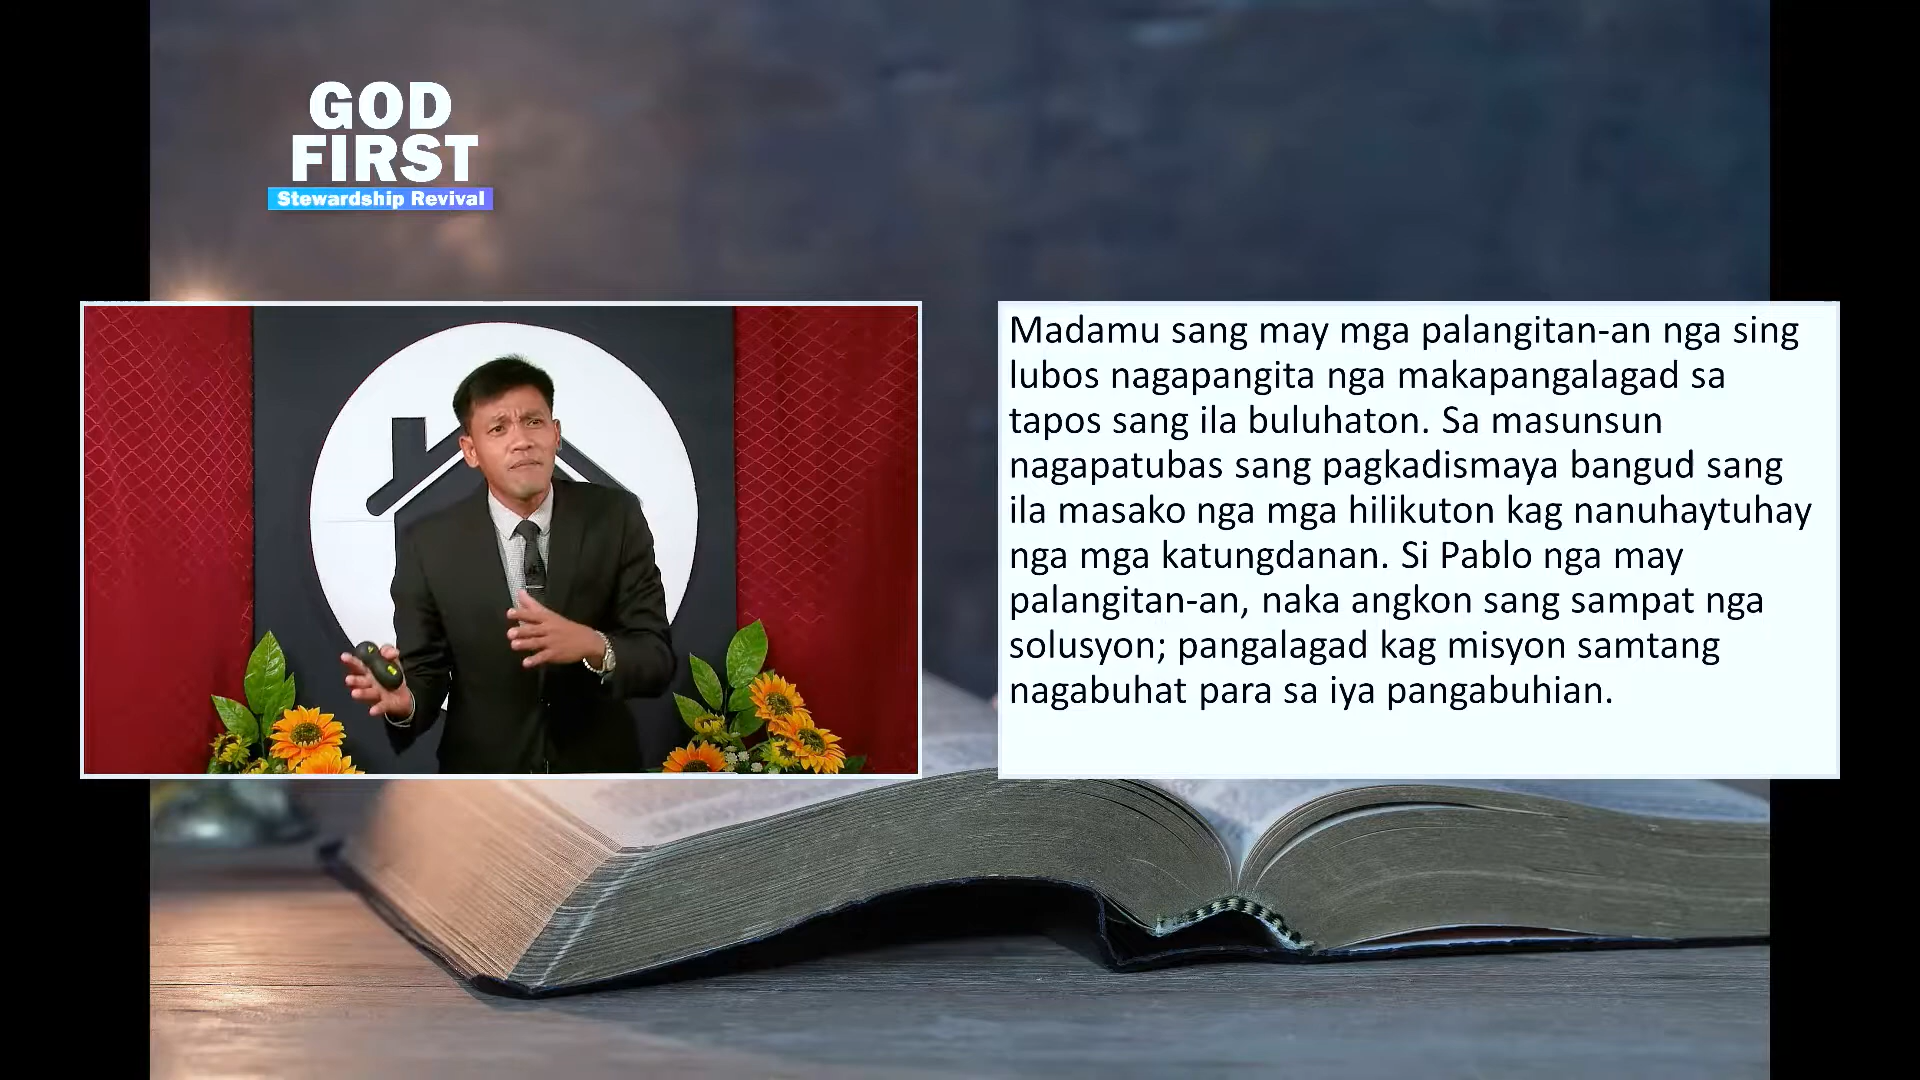 GOD
FIRST
Stewardship Revival
Madamu sang may mga palangitan-an nga sing
lubos nagapangita nga makapangalagad sa
tapos sang ila buluhaton. Sa masunsun
nagapatubas sang pagkadismaya bangud sang
ila masako nga mga hilikuton kag nanuhaytuhay
nga mga katungdanan. Si Pablo nga may
palangitan-an, naka angkon sang sampat nga
solusyon; pangalagad kag misyon samtang
nagabuhat para sa iya pangabuhian.